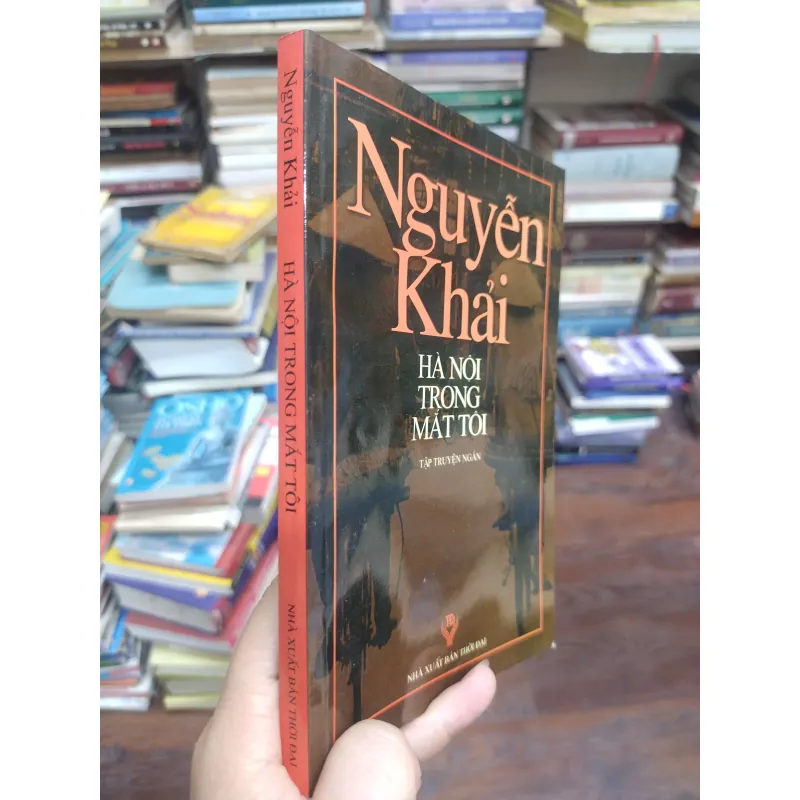 Nguyễn Khải
HÀ NỘI TRONG MẮT TÔI
NHÀ XUẤT BẢN THỜI ĐẠI
Nguyễn
Khải
HÀ NỘI
TRONG
MẮT TÔI
TẬP TRUYỆN NGẮN
NHÀ XUẤT BẢN THỜI ĐẠI